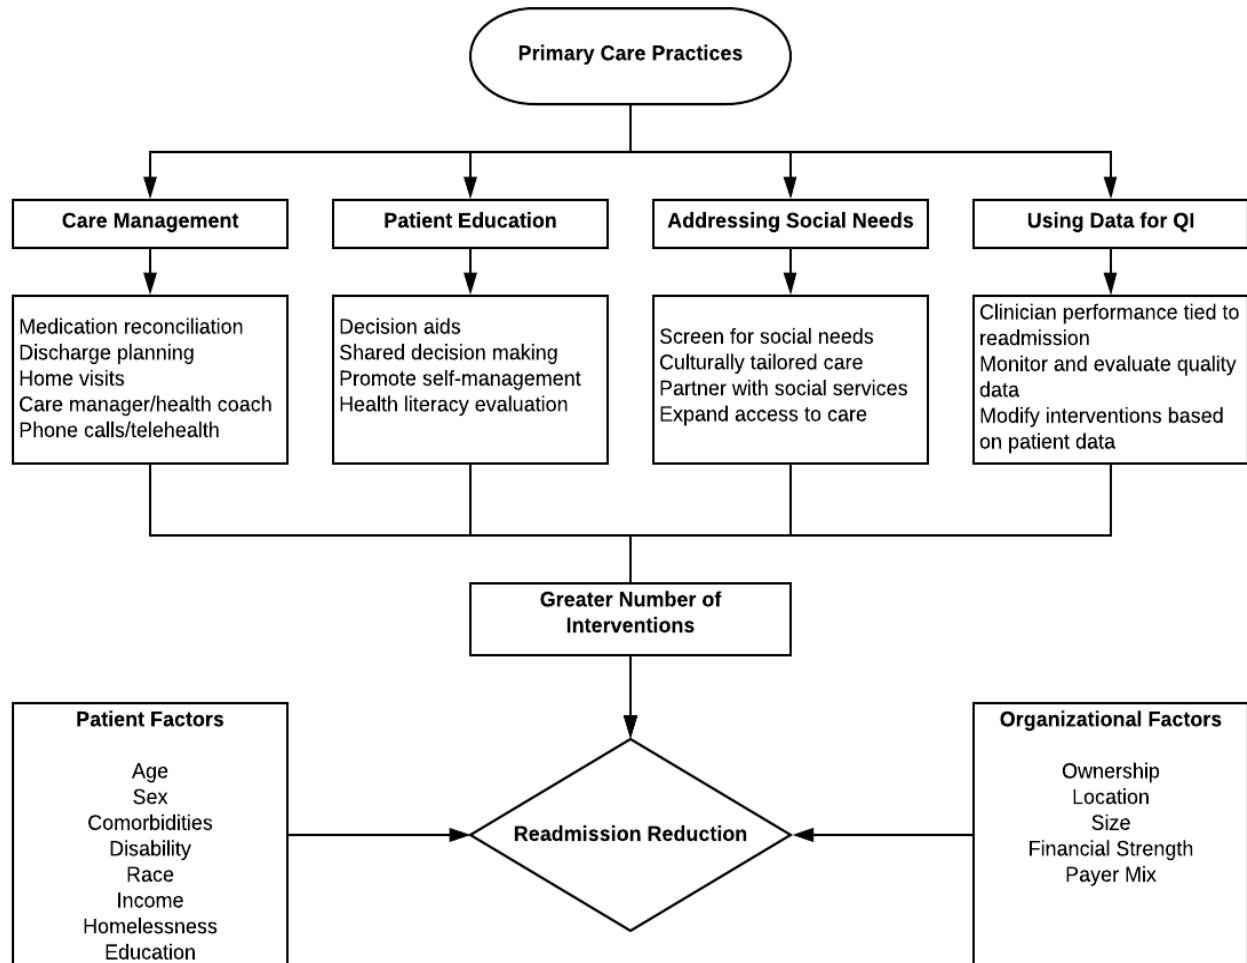 Primary Care Practices
Care Management
Patient Education
Addressing Social Needs
Using Data for QI
Medication reconciliation
Discharge planning
Home visits
Care manager/health coach
Phone calls/telehealth
Decision aids
Shared decision making
Promote self-management
Health literacy evaluation
Screen for social needs
Culturally tailored care
Partner with social services
Expand access to care
Clinician performance tied to
readmission
Monitor and evaluate quality
data
Modify interventions based
on patient data
Greater Number of
Interventions
Patient Factors
Age
Sex
Comorbidities
Disability
Race
Income
Homelessness
Education
Readmission Reduction
Organizational Factors
Ownership
Location
Size
Financial Strength
Payer Mix